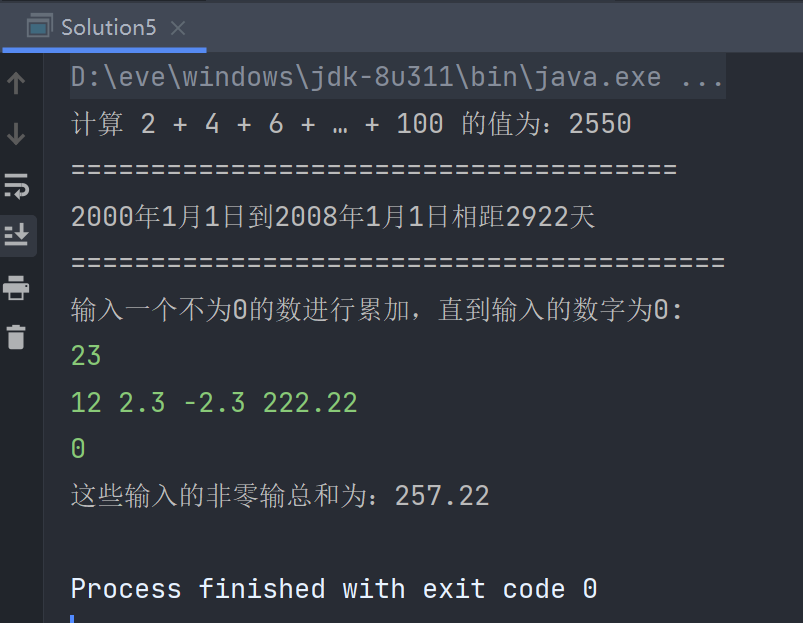 Solution5
D:\eve\windows\jdk-8u311\bin\java.exe ...
计算 2 + 4 + 6 + … + 100 的值为：2550
======================================
2000年1月1日到2008年1月1日相距2922天
=========================================
输入一个不为0的数进行累加，直到输入的数字为0：
23
12 2.3 -2.3 222.22
0
这些输入的非零输总和为：257.22
Process finished with exit code 0